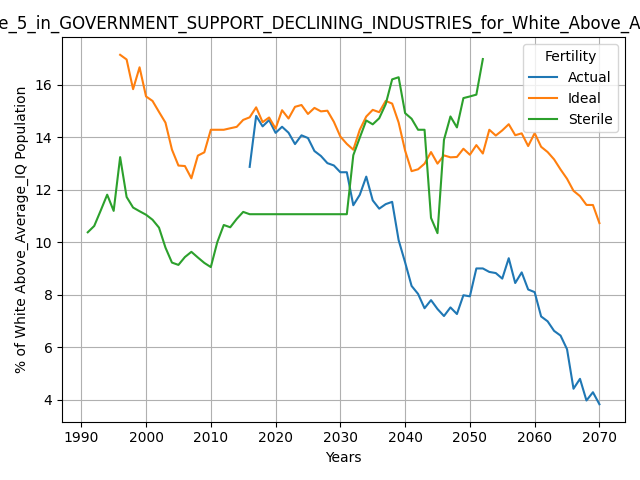 e_5_in_GOVERNMENT_SUPPORT_DECLINING_INDUSTRIES_for_White_Above_A
Fertility
Actual
Ideal
Sterile
% of White Above_Average_IQ Population
16
14
12
10
8
6
4
1990 2000 2010 2020 2030 2040 2050 2060 2070
Years